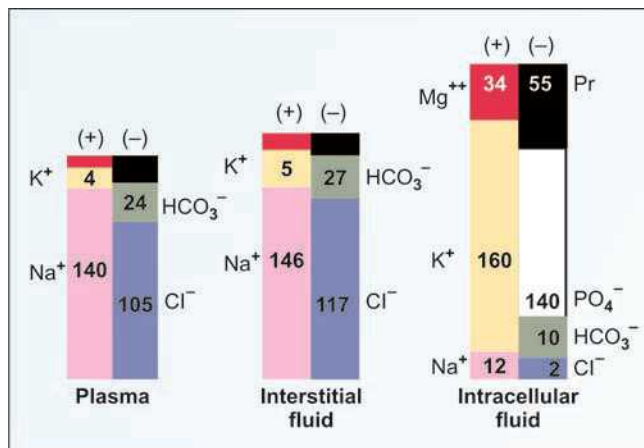 (+) (–)
K⁺ 4
24 HCO₃⁻
Na⁺ 140
105 Cl⁻
Plasma
(+) (–)
K⁺ 5
27 HCO₃⁻
Na⁺ 146
117 Cl⁻
Interstitial
fluid
(+) (–)
Mg⁺⁺ 34 55 Pr
K⁺ 160
140 PO₄⁻
10 HCO₃⁻
Na⁺ 12
2 Cl⁻
Intracellular
fluid